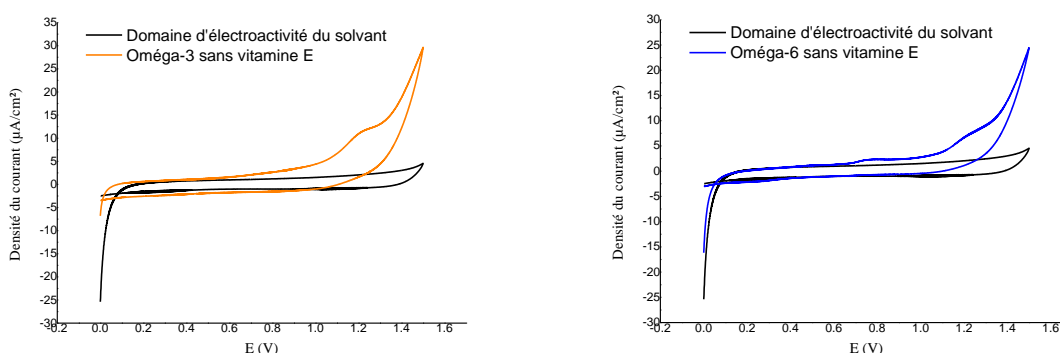 35
30
25
20
15
10
5
0
-5
-10
-15
-20
-25
-30
Densité du courant (µA/cm²)
Domaine d'électroactivité du solvant
Oméga-3 sans vitamine E
-0.2 0.0 0.2 0.4 0.6 0.8 1.0 1.2 1.4 1.6
E (V)
30
25
20
15
10
5
0
-5
-10
-15
-20
-25
-30
Densité du courant (µA/cm²)
Domaine d'électroactivité du solvant
Oméga-6 sans vitamine E
-0.2 0.0 0.2 0.4 0.6 0.8 1.0 1.2 1.4 1.6
E (V)